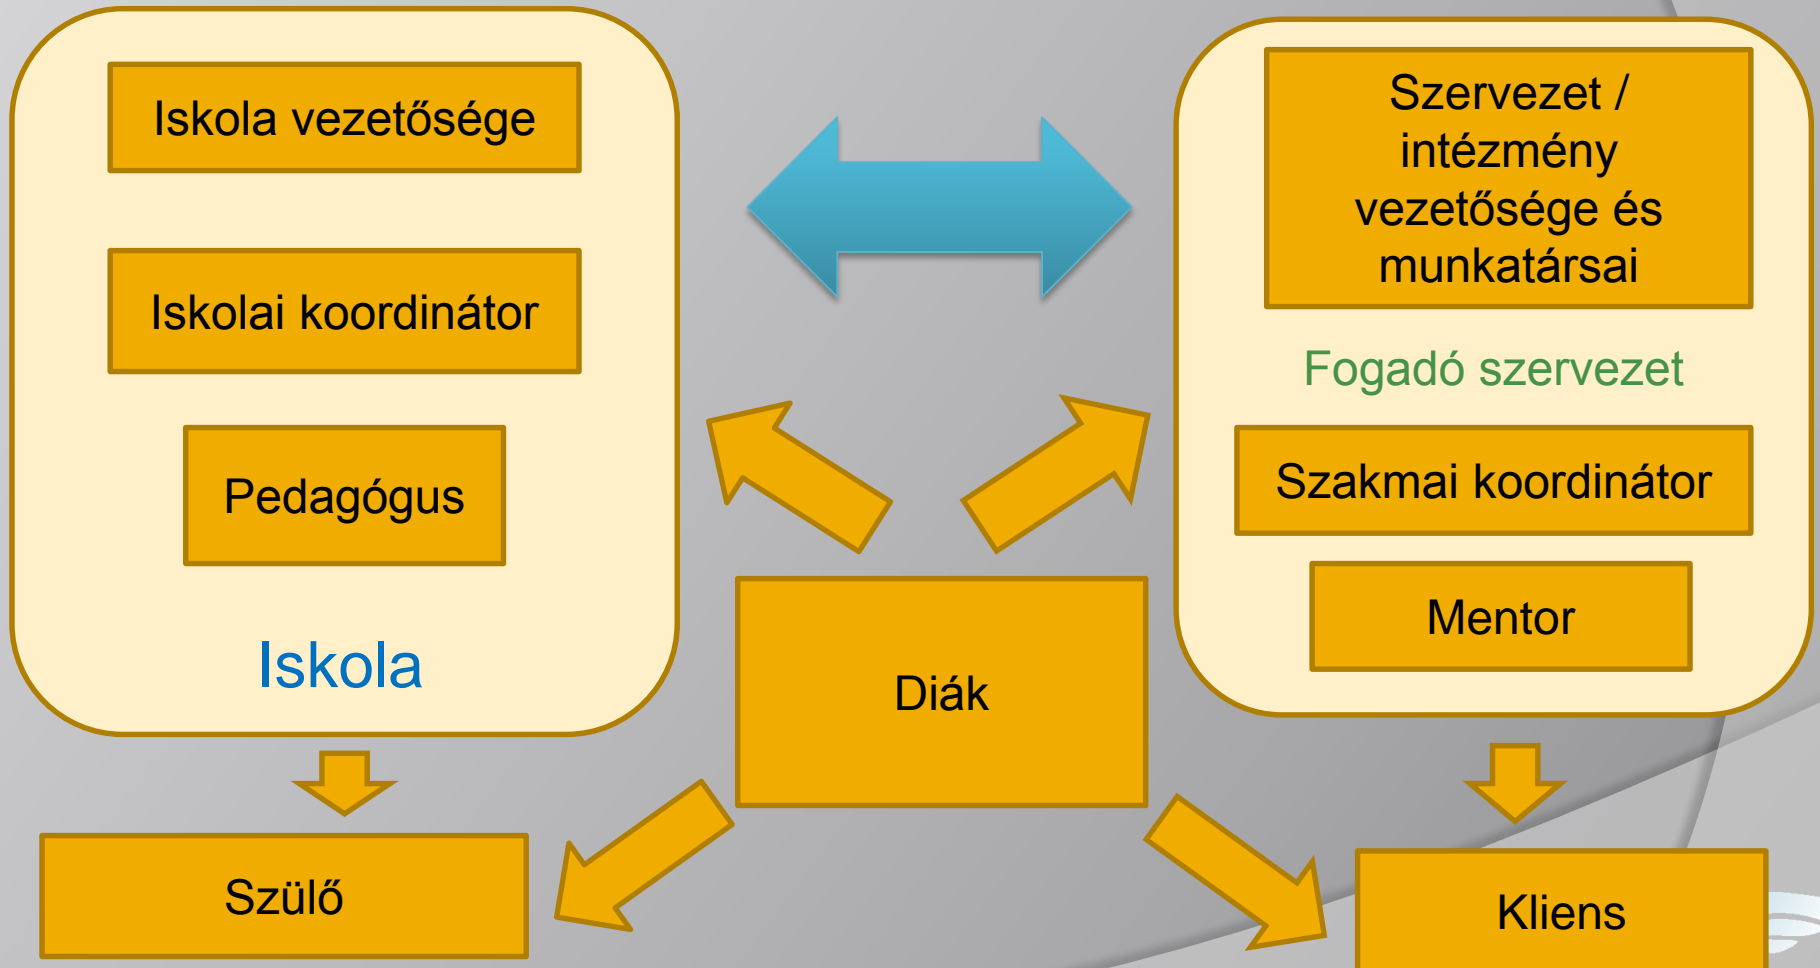 Iskola vezetősége
Iskolai koordinátor
Pedagógus
Iskola
Szervezet /
intézmény
vezetősége és
munkatársai
Fogadó szervezet
Szakmai koordinátor
Mentor
Diák
Szülő
Kliens